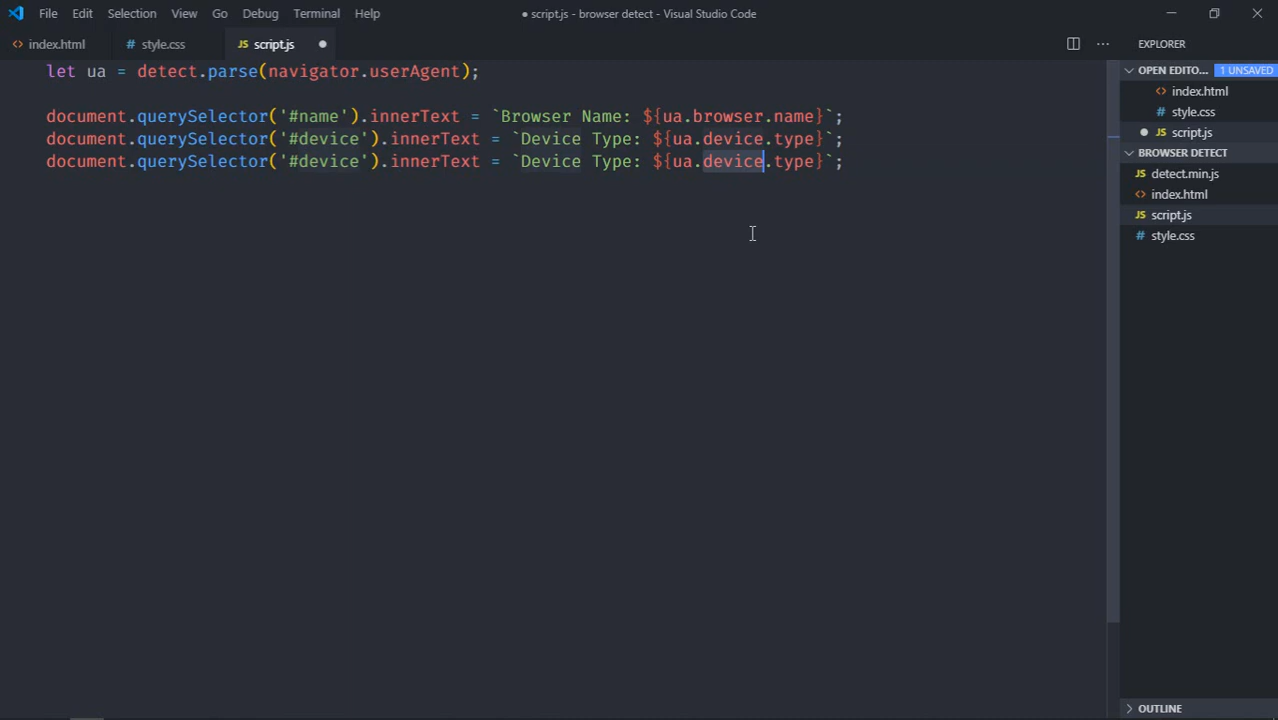 File Edit Selection View Go Debug Terminal Help ● script.js - browser detect - Visual Studio Code
<> index.html # style.css JS script.js ● ··· EXPLORER
let ua = detect.parse(navigator.userAgent);
document.querySelector('#name').innerText = `Browser Name: ${ua.browser.name}`;
document.querySelector('#device').innerText = `Device Type: ${ua.device.type}`;
document.querySelector('#device').innerText = `Device Type: ${ua.device.type}`;
OPEN EDITO... 1 UNSAVED
<> index.html
# style.css
● JS script.js
BROWSER DETECT
JS detect.min.js
<> index.html
JS script.js
# style.css
OUTLINE